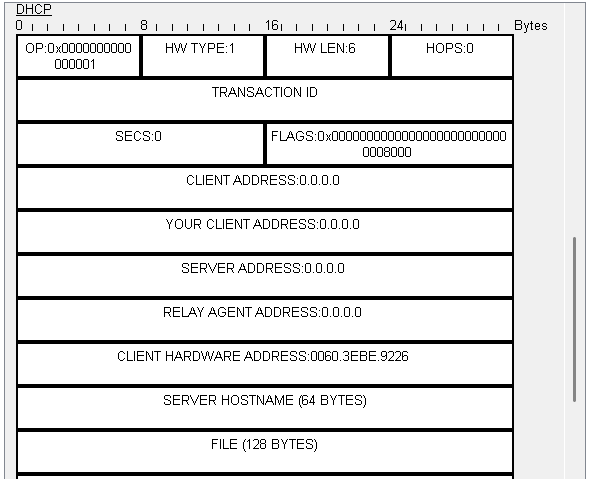 DHCP
0 8 16 24 Bytes
OP:0x0000000000 HW TYPE:1 HW LEN:6 HOPS:0
000001
TRANSACTION ID
SECS:0 FLAGS:0x0000000000000000000000000
0008000
CLIENT ADDRESS:0.0.0.0
YOUR CLIENT ADDRESS:0.0.0.0
SERVER ADDRESS:0.0.0.0
RELAY AGENT ADDRESS:0.0.0.0
CLIENT HARDWARE ADDRESS:0060.3EBE.9226
SERVER HOSTNAME (64 BYTES)
FILE (128 BYTES)